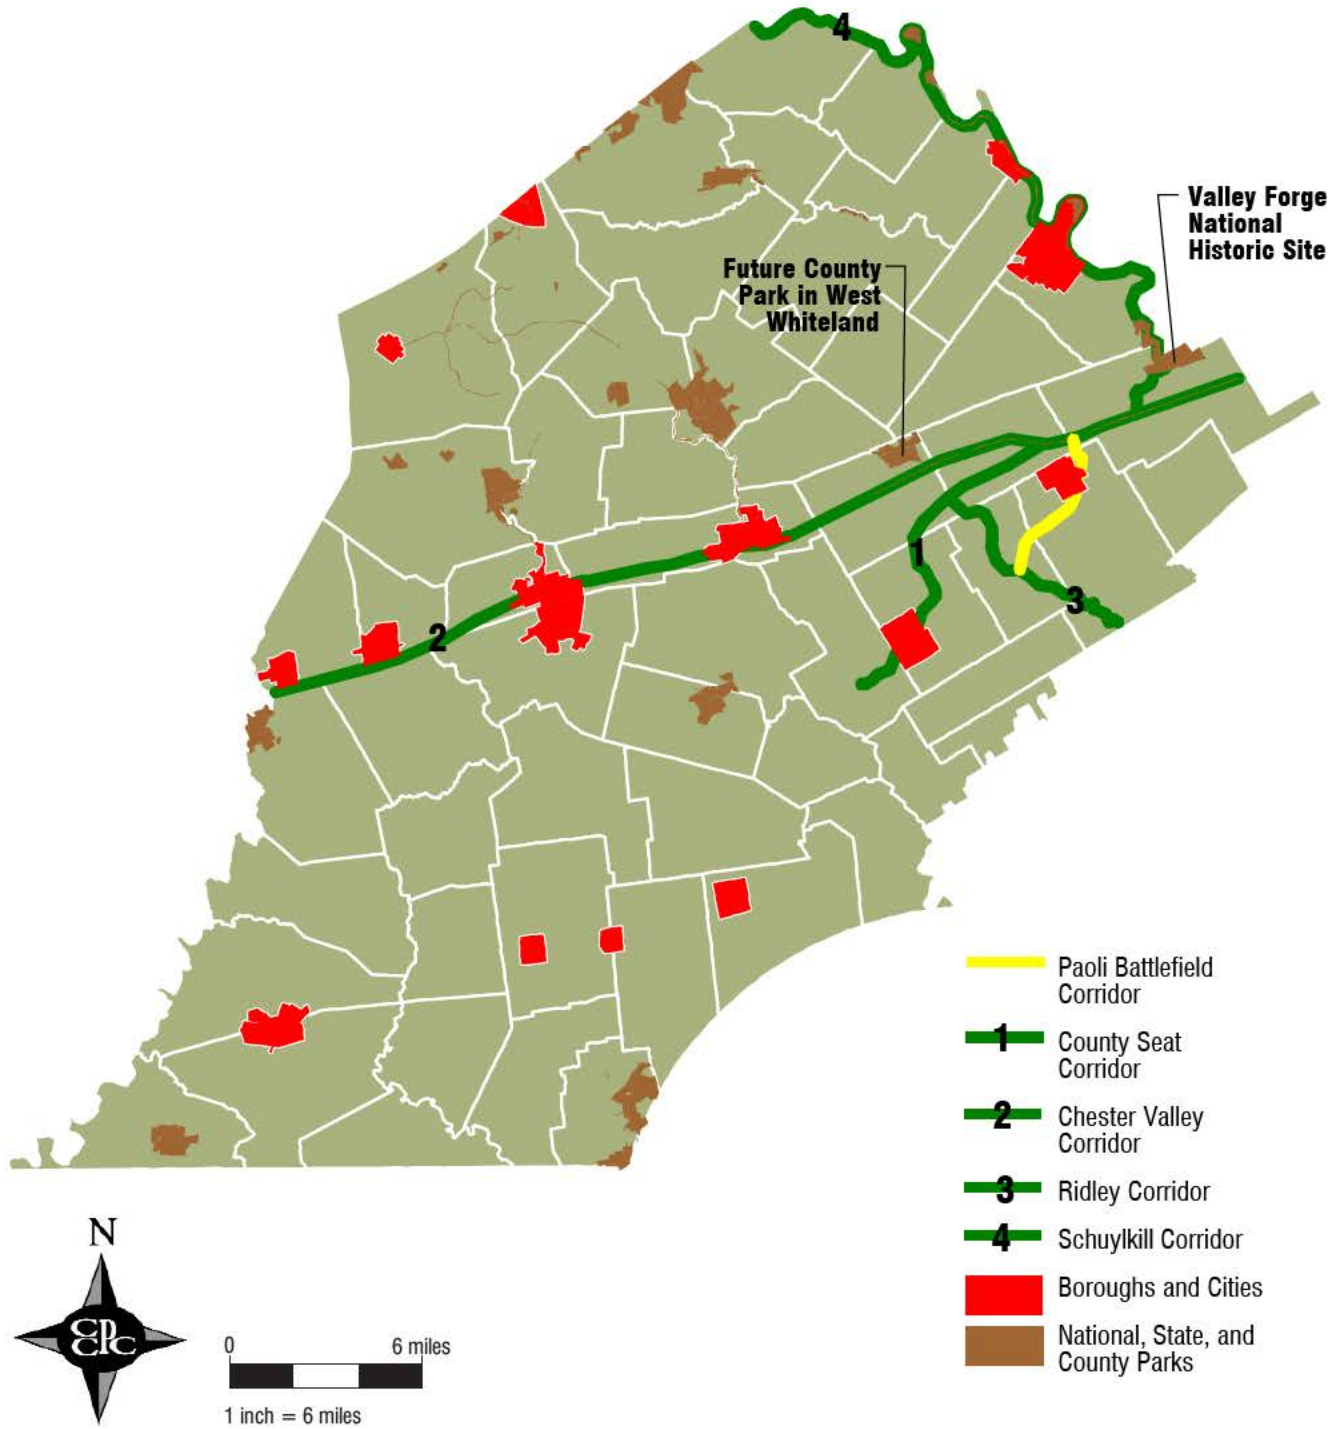 4
Valley Forge
National
Historic Site
Future County
Park in West
Whiteland
1
3
2
Paoli Battlefield
Corridor
1 County Seat
Corridor
2 Chester Valley
Corridor
3 Ridley Corridor
4 Schuylkill Corridor
Boroughs and Cities
National, State, and
County Parks
N
CCPC
0 6 miles
1 inch = 6 miles